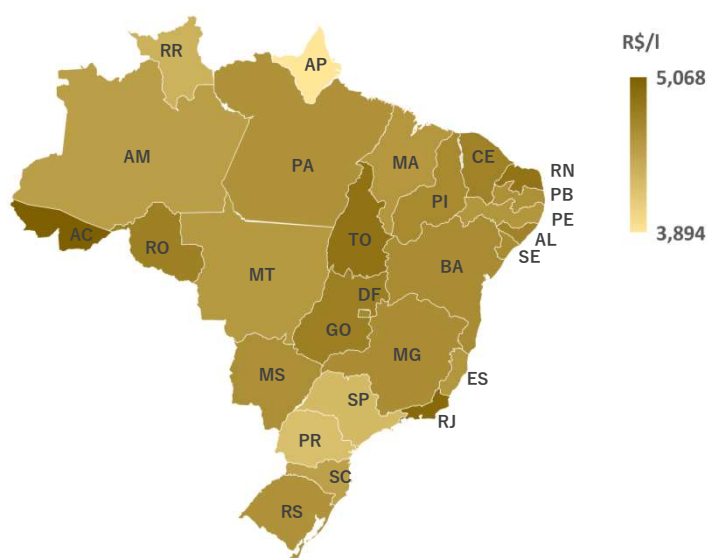 RR
AP
R$/l
5,068
3,894
AM
PA
MA
CE
RN
PB
PE
AL
SE
PI
AC
RO
TO
BA
MT
DF
GO
MG
ES
MS
SP
RJ
PR
SC
RS